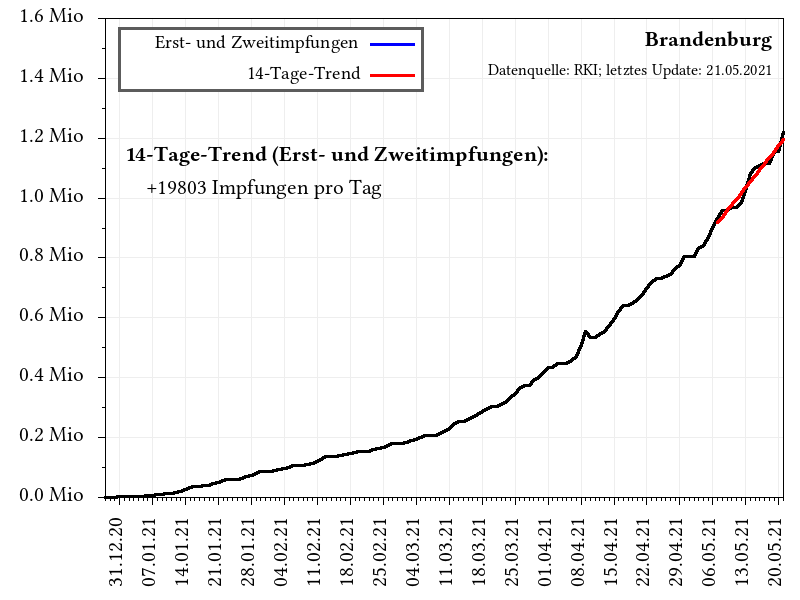 1.6 Mio
1.4 Mio
1.2 Mio
1.0 Mio
0.8 Mio
0.6 Mio
0.4 Mio
0.2 Mio
0.0 Mio
Erst- und Zweitimpfungen
14-Tage-Trend
Brandenburg
Datenquelle: RKI; letztes Update: 21.05.2021
14-Tage-Trend (Erst- und Zweitimpfungen):
+19803 Impfungen pro Tag
31.12.20
07.01.21
14.01.21
21.01.21
28.01.21
04.02.21
11.02.21
18.02.21
25.02.21
04.03.21
11.03.21
18.03.21
25.03.21
01.04.21
08.04.21
15.04.21
22.04.21
29.04.21
06.05.21
13.05.21
20.05.21